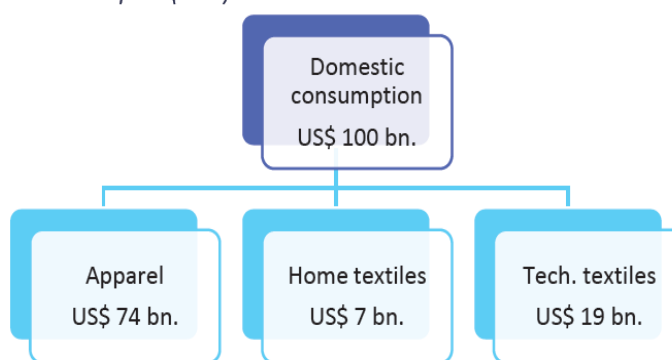 Domestic
consumption
US$ 100 bn.
Apparel
US$ 74 bn.
Home textiles
US$ 7 bn.
Tech. textiles
US$ 19 bn.